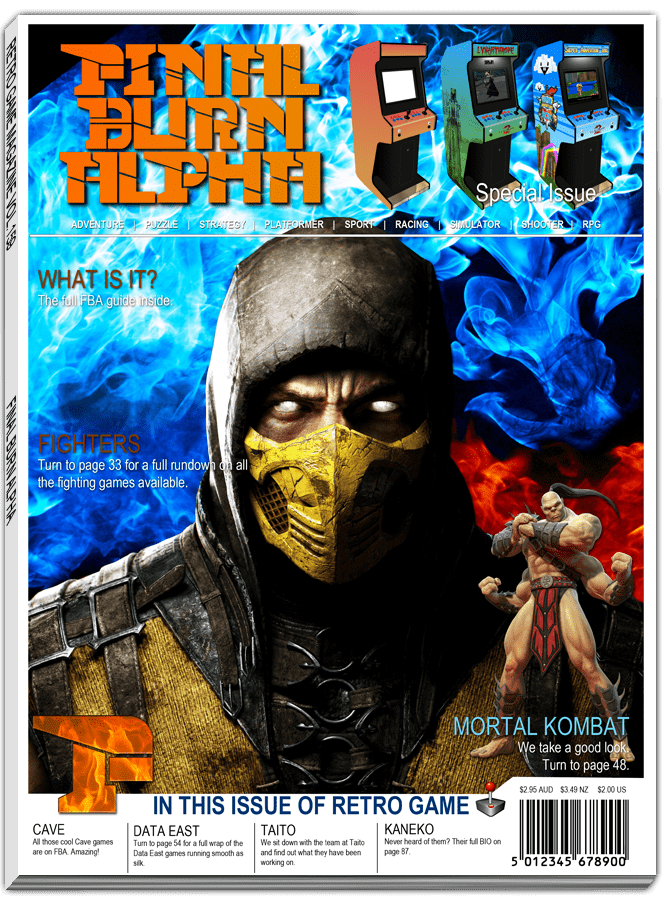 FINAL
BURN
ALPHA
Special Issue
ADVENTURE | PUZZLE | STRATEGY | PLATFORMER | SPORT | RACING | SIMULATOR | SHOOTER | RPG
WHAT IS IT?
The full FBA guide inside.
FIGHTERS
Turn to page 33 for a full rundown on all
the fighting games available.
MORTAL KOMBAT
We take a good look.
Turn to page 48.
F
IN THIS ISSUE OF RETRO GAME
$2.95 AUD $3.49 NZ $2.00 US
CAVE
All those cool Cave games
are on FBA. Amazing!
DATA EAST
Turn to page 54 for a full wrap of the
Data East games running smooth as
silk.
TAITO
We sit down with the team at Taito
and find out what they have been
working on.
KANEKO
Never heard of them? Their full BIO on
page 87.
5 012345 678900
FINAL BURN ALPHA